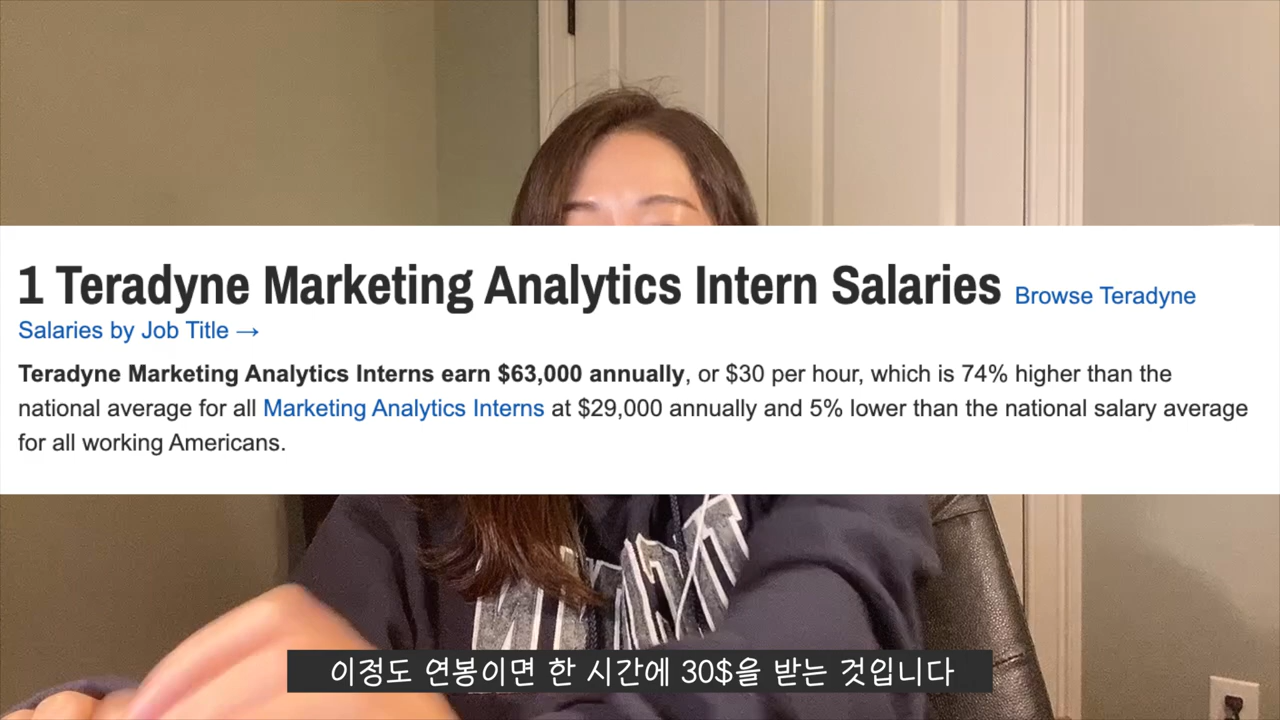 1 Teradyne Marketing Analytics Intern Salaries Browse Teradyne
Salaries by Job Title →
Teradyne Marketing Analytics Interns earn $63,000 annually, or $30 per hour, which is 74% higher than the
national average for all Marketing Analytics Interns at $29,000 annually and 5% lower than the national salary average
for all working Americans.
이정도 연봉이면 한 시간에 30$을 받는 것입니다